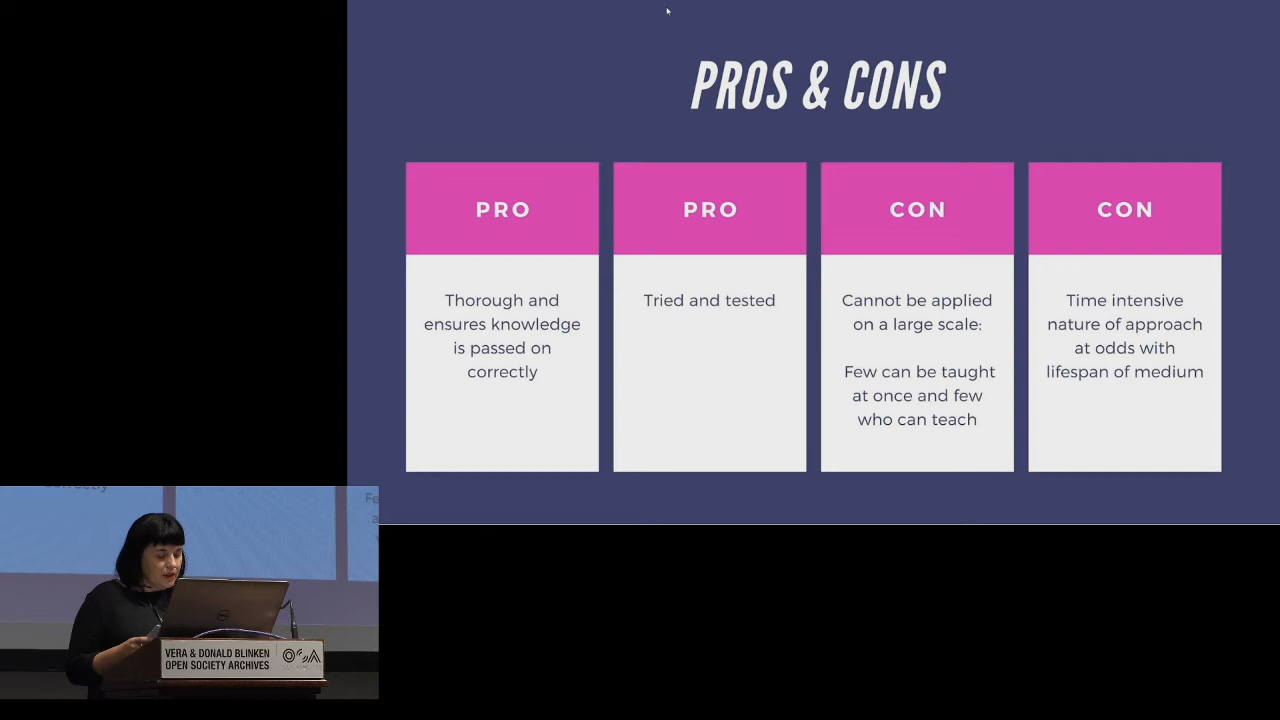 PROS & CONS
PRO
Thorough and
ensures knowledge
is passed on
correctly
PRO
Tried and tested
CON
Cannot be applied
on a large scale:
Few can be taught
at once and few
who can teach
CON
Time intensive
nature of approach
at odds with
lifespan of medium
correctly
Fe
VERA & DONALD BLINKEN
OPEN SOCIETY ARCHIVES